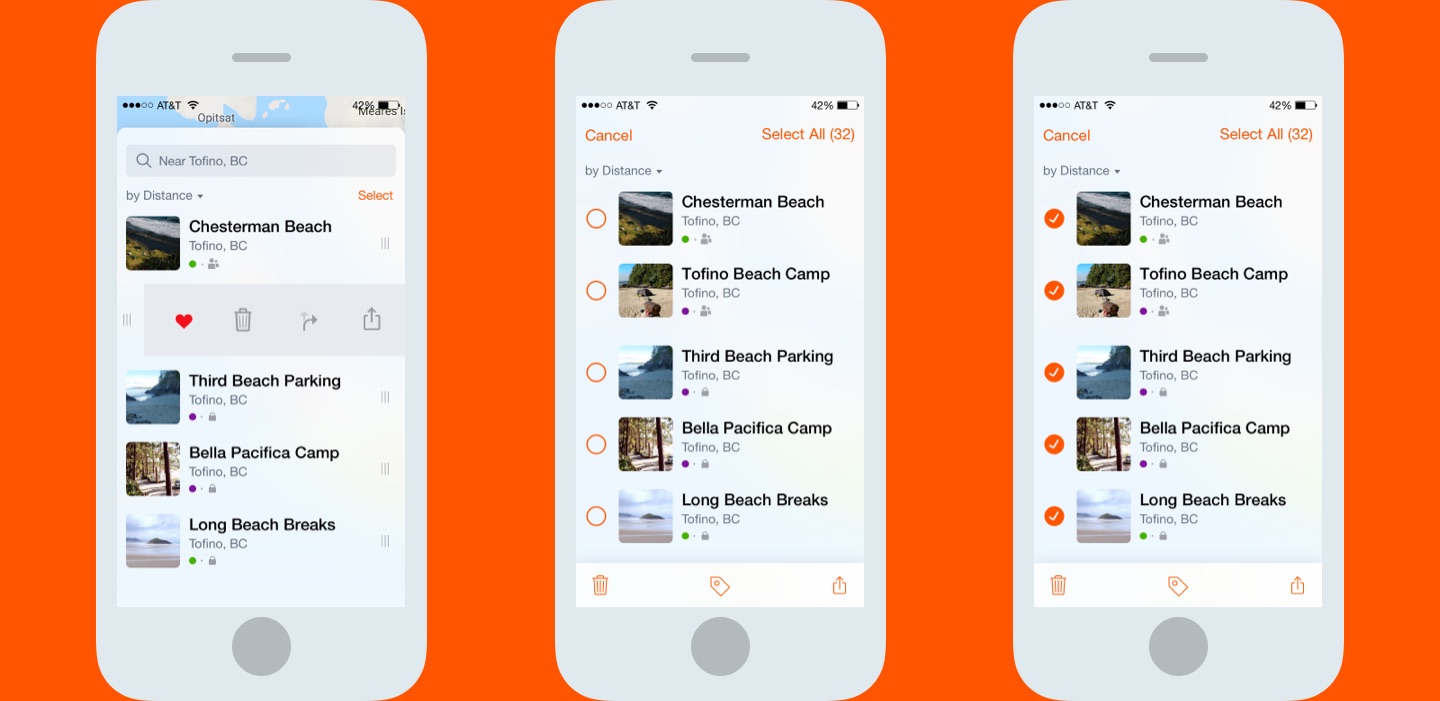 AT&T 42%
Opitsat
Meares Is
Near Tofino, BC
by Distance Select
Chesterman Beach
Tofino, BC
Third Beach Parking
Tofino, BC
Bella Pacifica Camp
Tofino, BC
Long Beach Breaks
Tofino, BC
AT&T 42%
Cancel Select All (32)
by Distance
Chesterman Beach
Tofino, BC
Tofino Beach Camp
Tofino, BC
Third Beach Parking
Tofino, BC
Bella Pacifica Camp
Tofino, BC
Long Beach Breaks
Tofino, BC
AT&T 42%
Cancel Select All (32)
by Distance
Chesterman Beach
Tofino, BC
Tofino Beach Camp
Tofino, BC
Third Beach Parking
Tofino, BC
Bella Pacifica Camp
Tofino, BC
Long Beach Breaks
Tofino, BC